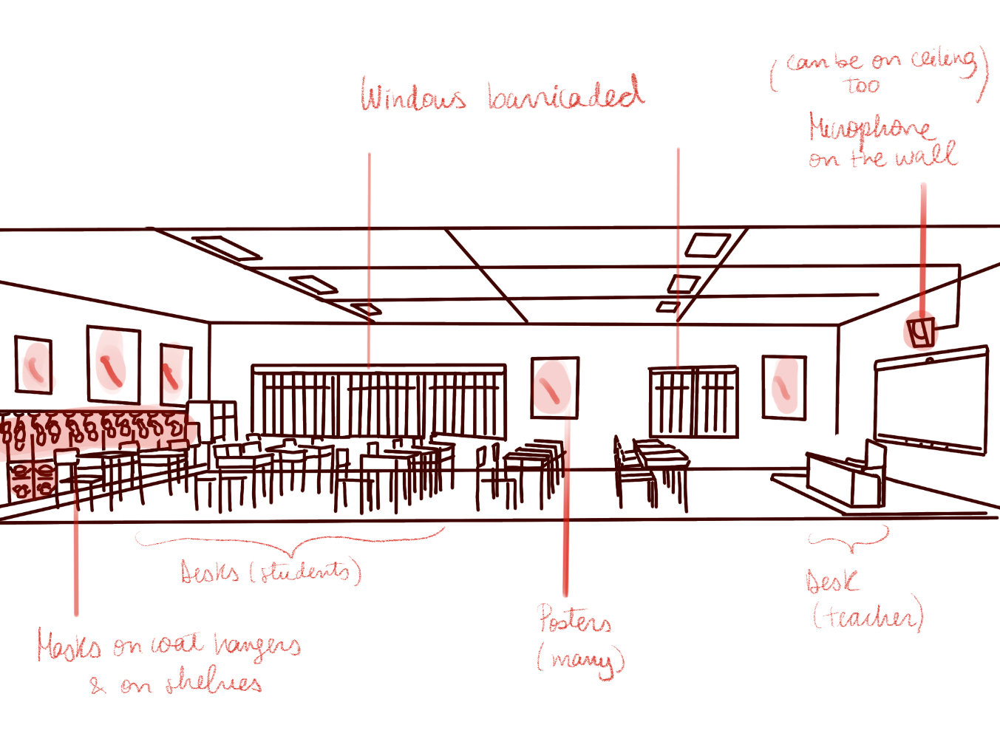 (can be on ceiling)
TOO
Windows barricaded
Microphone
on the wall
Desks (students)
Desk
(teacher)
Posters
(many)
Masks on coat hangers
& on shelves